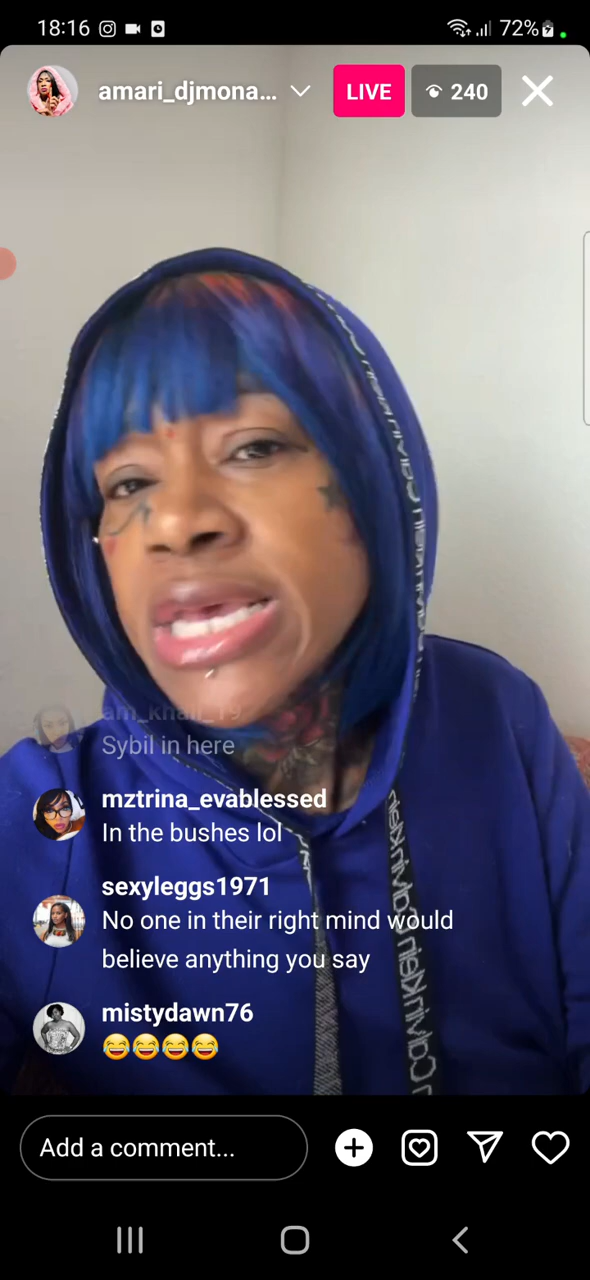 18:16
72%
amari_djmona...
LIVE
240
am_khali_19
Sybil in here
mztrina_evablessed
In the bushes lol
sexyleggs1971
No one in their right mind would
believe anything you say
mistydawn76
😂😂😂😂
Add a comment...